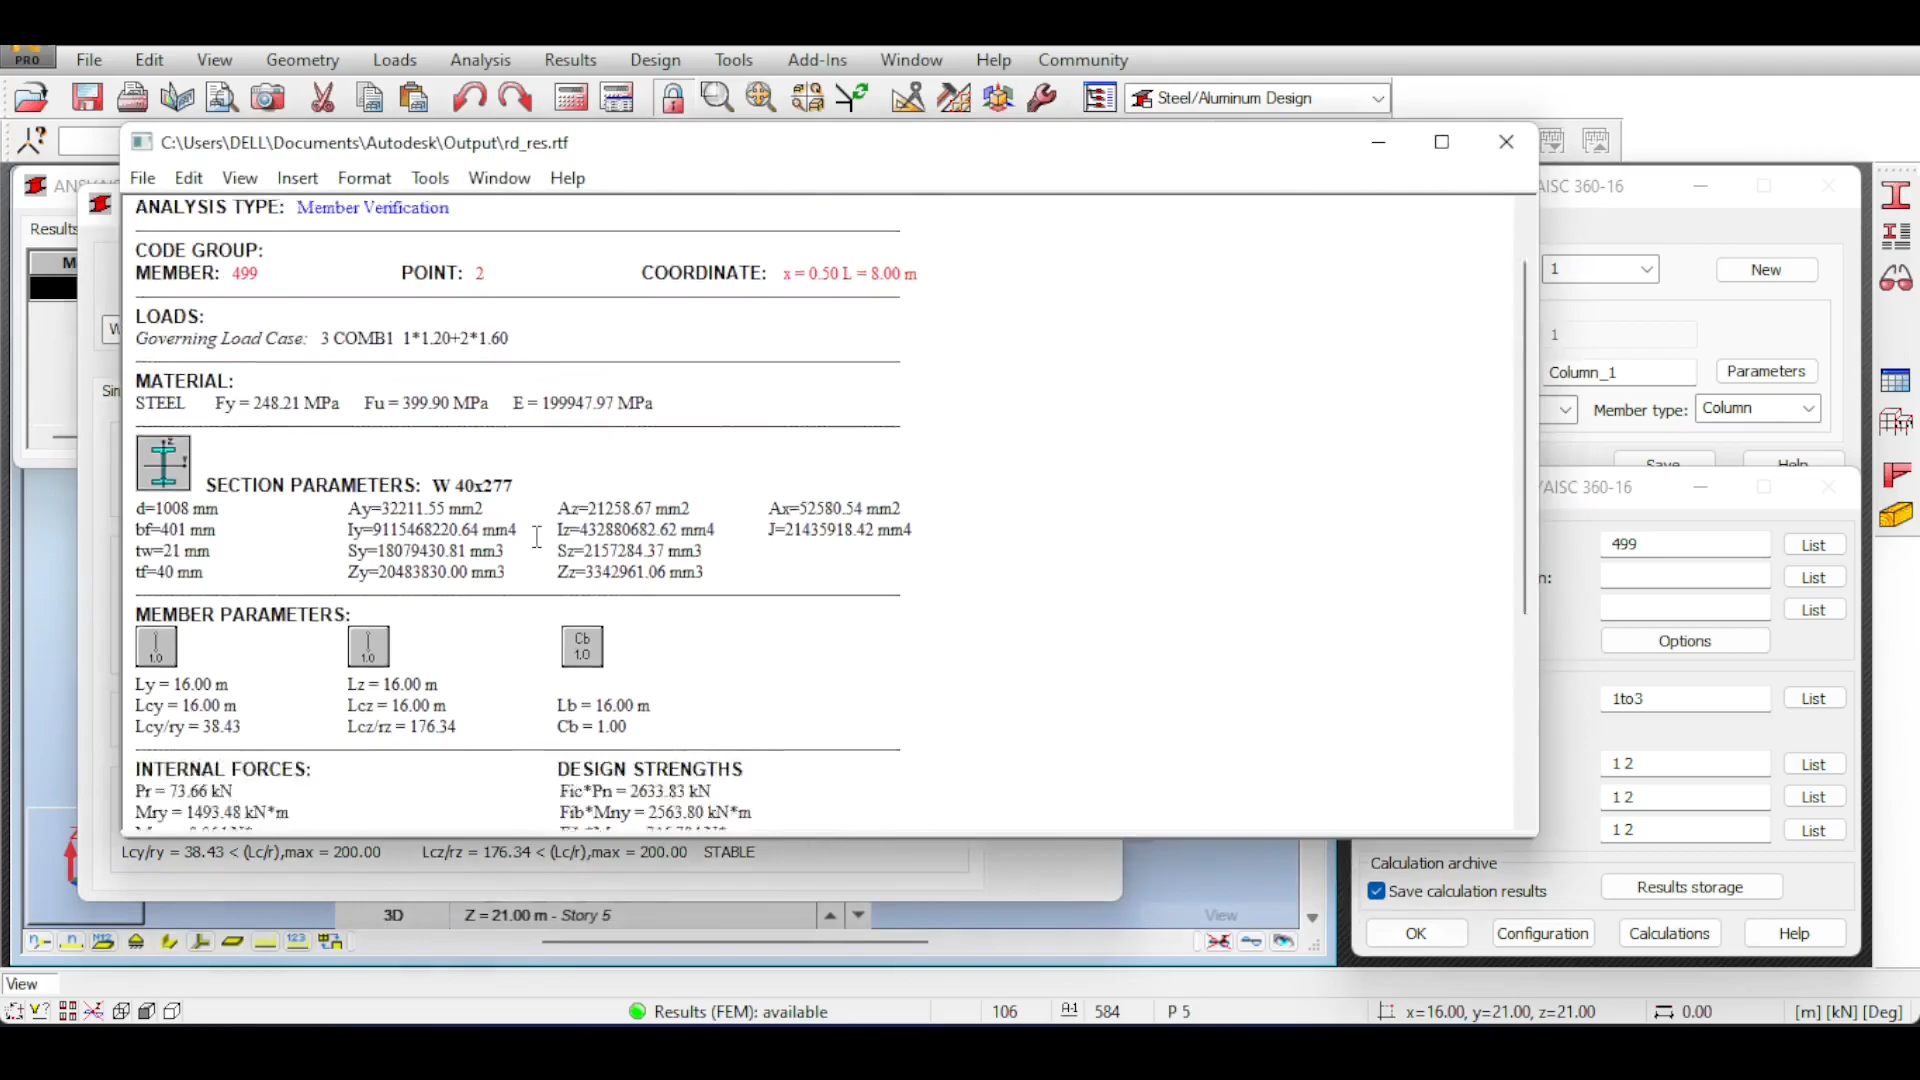 PRO File Edit View Geometry Loads Analysis Results Design Tools Add-Ins Window Help Community
Steel/Aluminum Design
C:\Users\DELL\Documents\Autodesk\Output\rd_res.rtf
File Edit View Insert Format Tools Window Help
ANALYSIS TYPE: Member Verification
CODE GROUP:
MEMBER: 499 POINT: 2 COORDINATE: x = 0.50 L = 8.00 m
LOADS:
Governing Load Case: 3 COMB1 1*1.20+2*1.60
MATERIAL:
STEEL Fy = 248.21 MPa Fu = 399.90 MPa E = 199947.97 MPa
z
y
SECTION PARAMETERS: W 40x277
d=1008 mm Ay=32211.55 mm2 Az=21258.67 mm2 Ax=52580.54 mm2
bf=401 mm Iy=9115468220.64 mm4 Iz=432880682.62 mm4 J=21435918.42 mm4
tw=21 mm Sy=18079430.81 mm3 Sz=2157284.37 mm3
tf=40 mm Zy=20483830.00 mm3 Zz=3342961.06 mm3
MEMBER PARAMETERS:
1.0 1.0 Cb
1.0
Ly = 16.00 m Lz = 16.00 m
Lcy = 16.00 m Lcz = 16.00 m Lb = 16.00 m
Lcy/ry = 38.43 Lcz/rz = 176.34 Cb = 1.00
INTERNAL FORCES: DESIGN STRENGTHS
Pr = 73.66 kN Fic*Pn = 2633.83 kN
Mry = 1493.48 kN*m Fib*Mny = 2563.80 kN*m
Lcy/ry = 38.43 < (Lc/r),max = 200.00 Lcz/rz = 176.34 < (Lc/r),max = 200.00 STABLE
Results
AISC 360-16
1 New
1
Column_1 Parameters
Member type: Column
Save Help
/AISC 360-16
499 List
n: List
List
Options
1to3 List
1 2 List
1 2 List
1 2 List
Calculation archive
Save calculation results Results storage
OK Configuration Calculations Help
3D Z = 21.00 m - Story 5 View
View
Results (FEM): available 106 584 P 5 x=16.00, y=21.00, z=21.00 0.00 [m] [kN] [Deg]